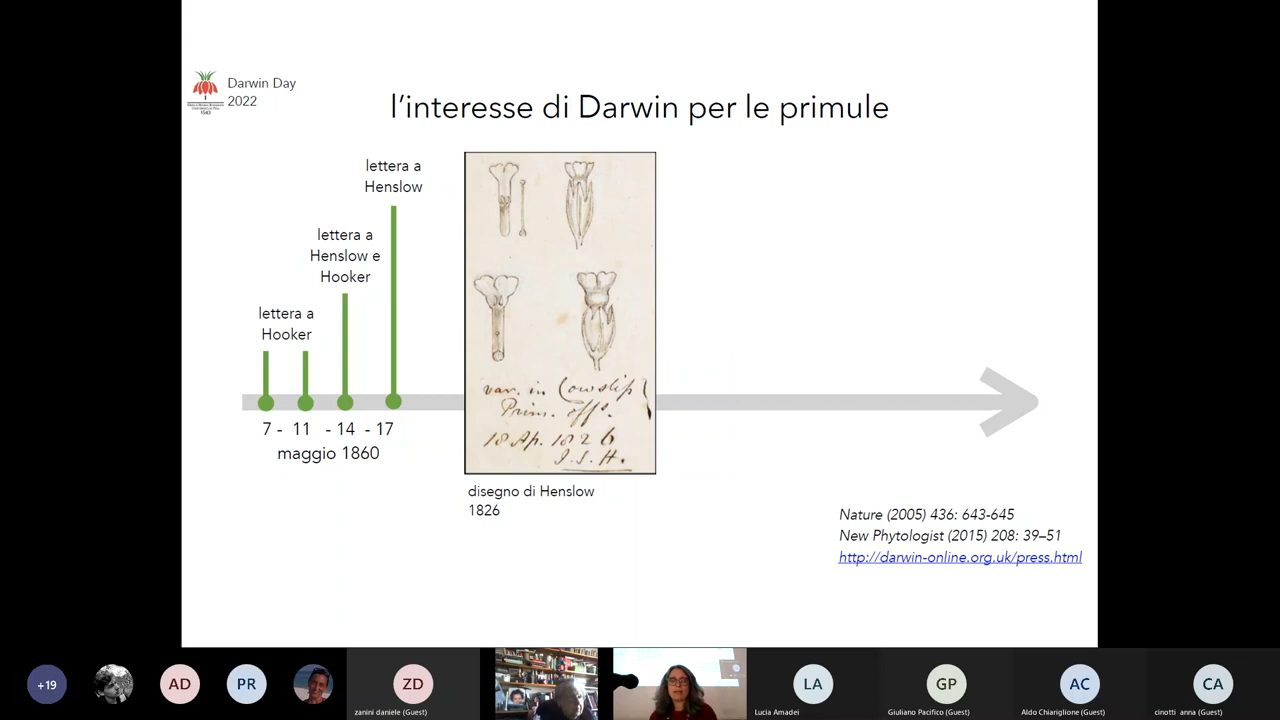 Darwin Day
2022
l'interesse di Darwin per le primule
lettera a
Henslow
lettera a
Henslow e
Hooker
lettera a
Hooker
7 - 11 - 14 - 17
maggio 1860
var. in Cowslip
Prim. offs.
18 Ap. 1826
J. S. H.
disegno di Henslow
1826
Nature (2005) 436: 643-645
New Phytologist (2015) 208: 39–51
http://darwin-online.org.uk/press.html
+19
AD
PR
ZD
zanini daniele (Guest)
LA
Lucia Amadei
GP
Giuliano Pacifico (Guest)
AC
Aldo Chiariglione (Guest)
CA
cinotti anna (Guest)